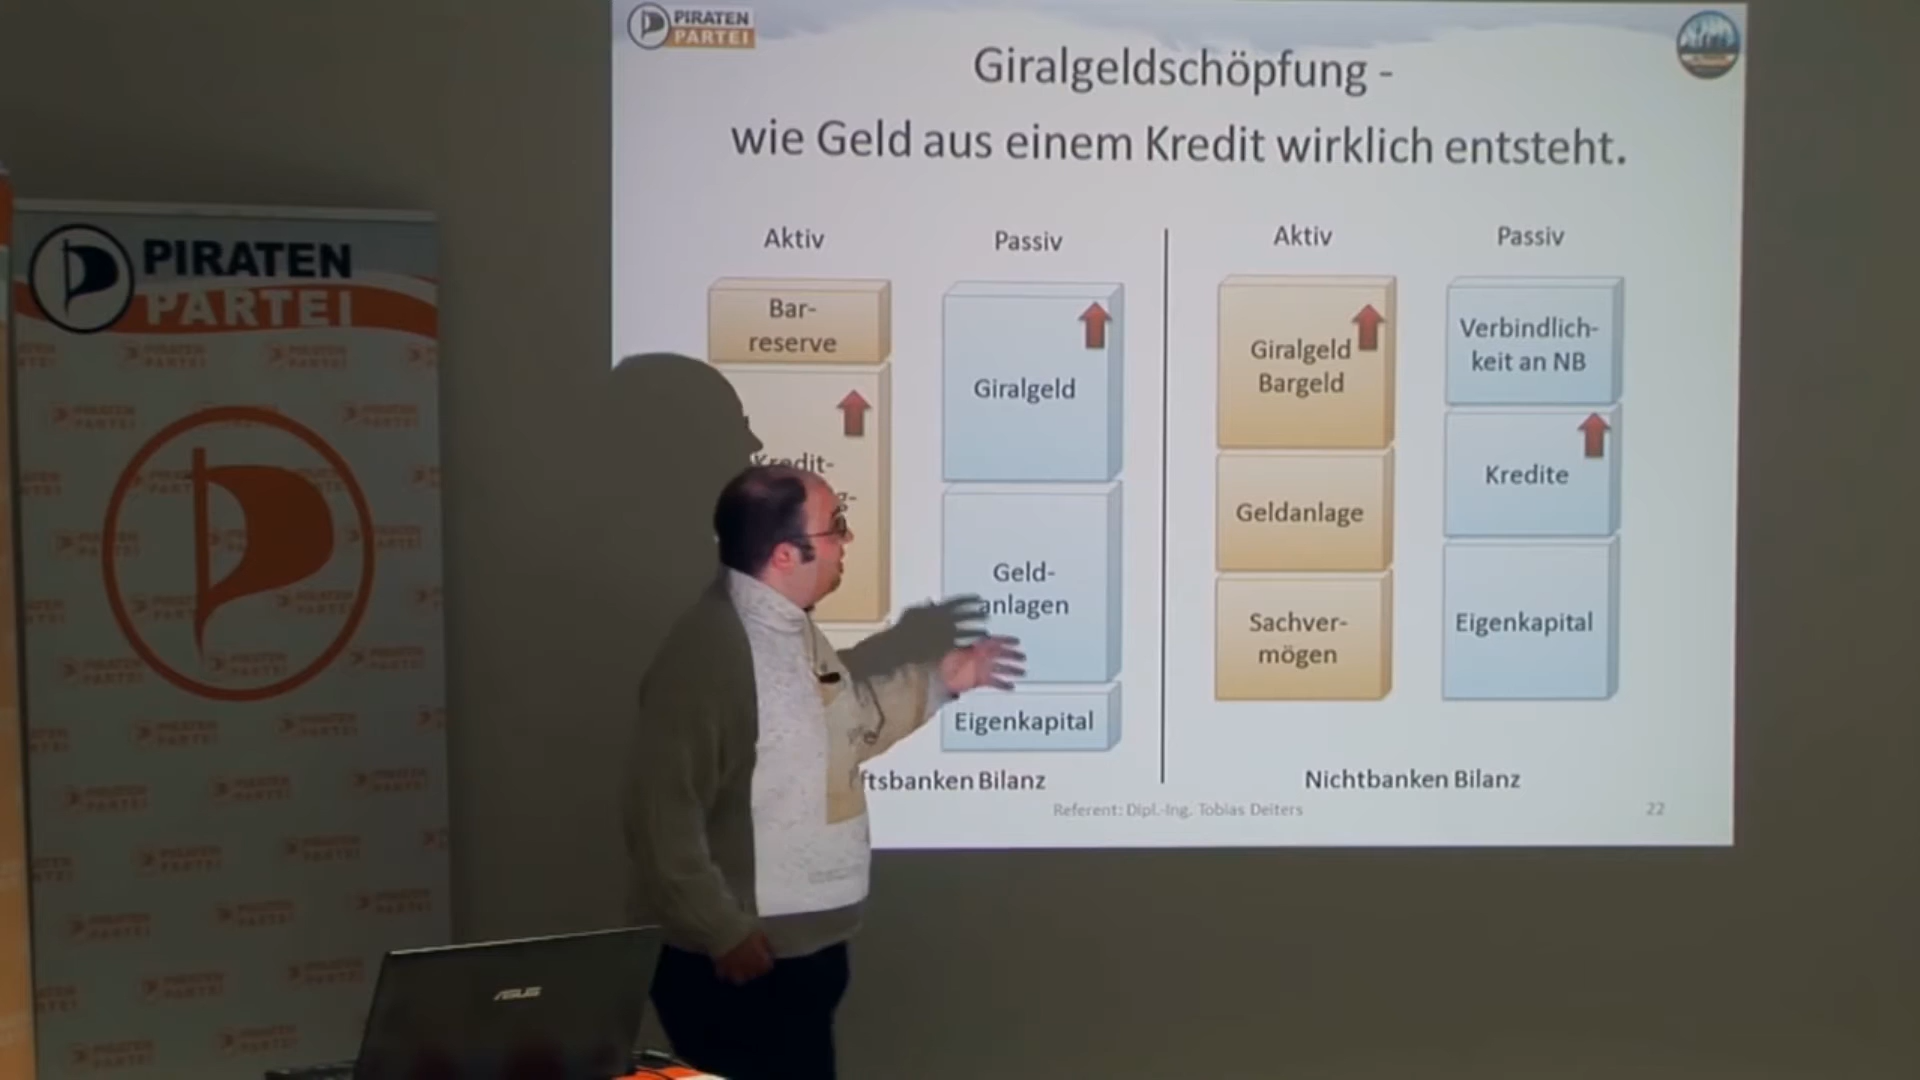 PIRATEN
PARTEI
Giralgeldschöpfung -
wie Geld aus einem Kredit wirklich entsteht.
Aktiv
Passiv
Aktiv
Passiv
Bar-
reserve
Kredit-
Giralgeld
Geld-
anlagen
Eigenkapital
Giralgeld
Bargeld
Geldanlage
Sachver-
mögen
Verbindlich-
keit an NB
Kredite
Eigenkapital
ftsbanken Bilanz
Nichtbanken Bilanz
Referent: Dipl.-Ing. Tobias Deiters
22
PIRATEN
PARTEI
ASUS